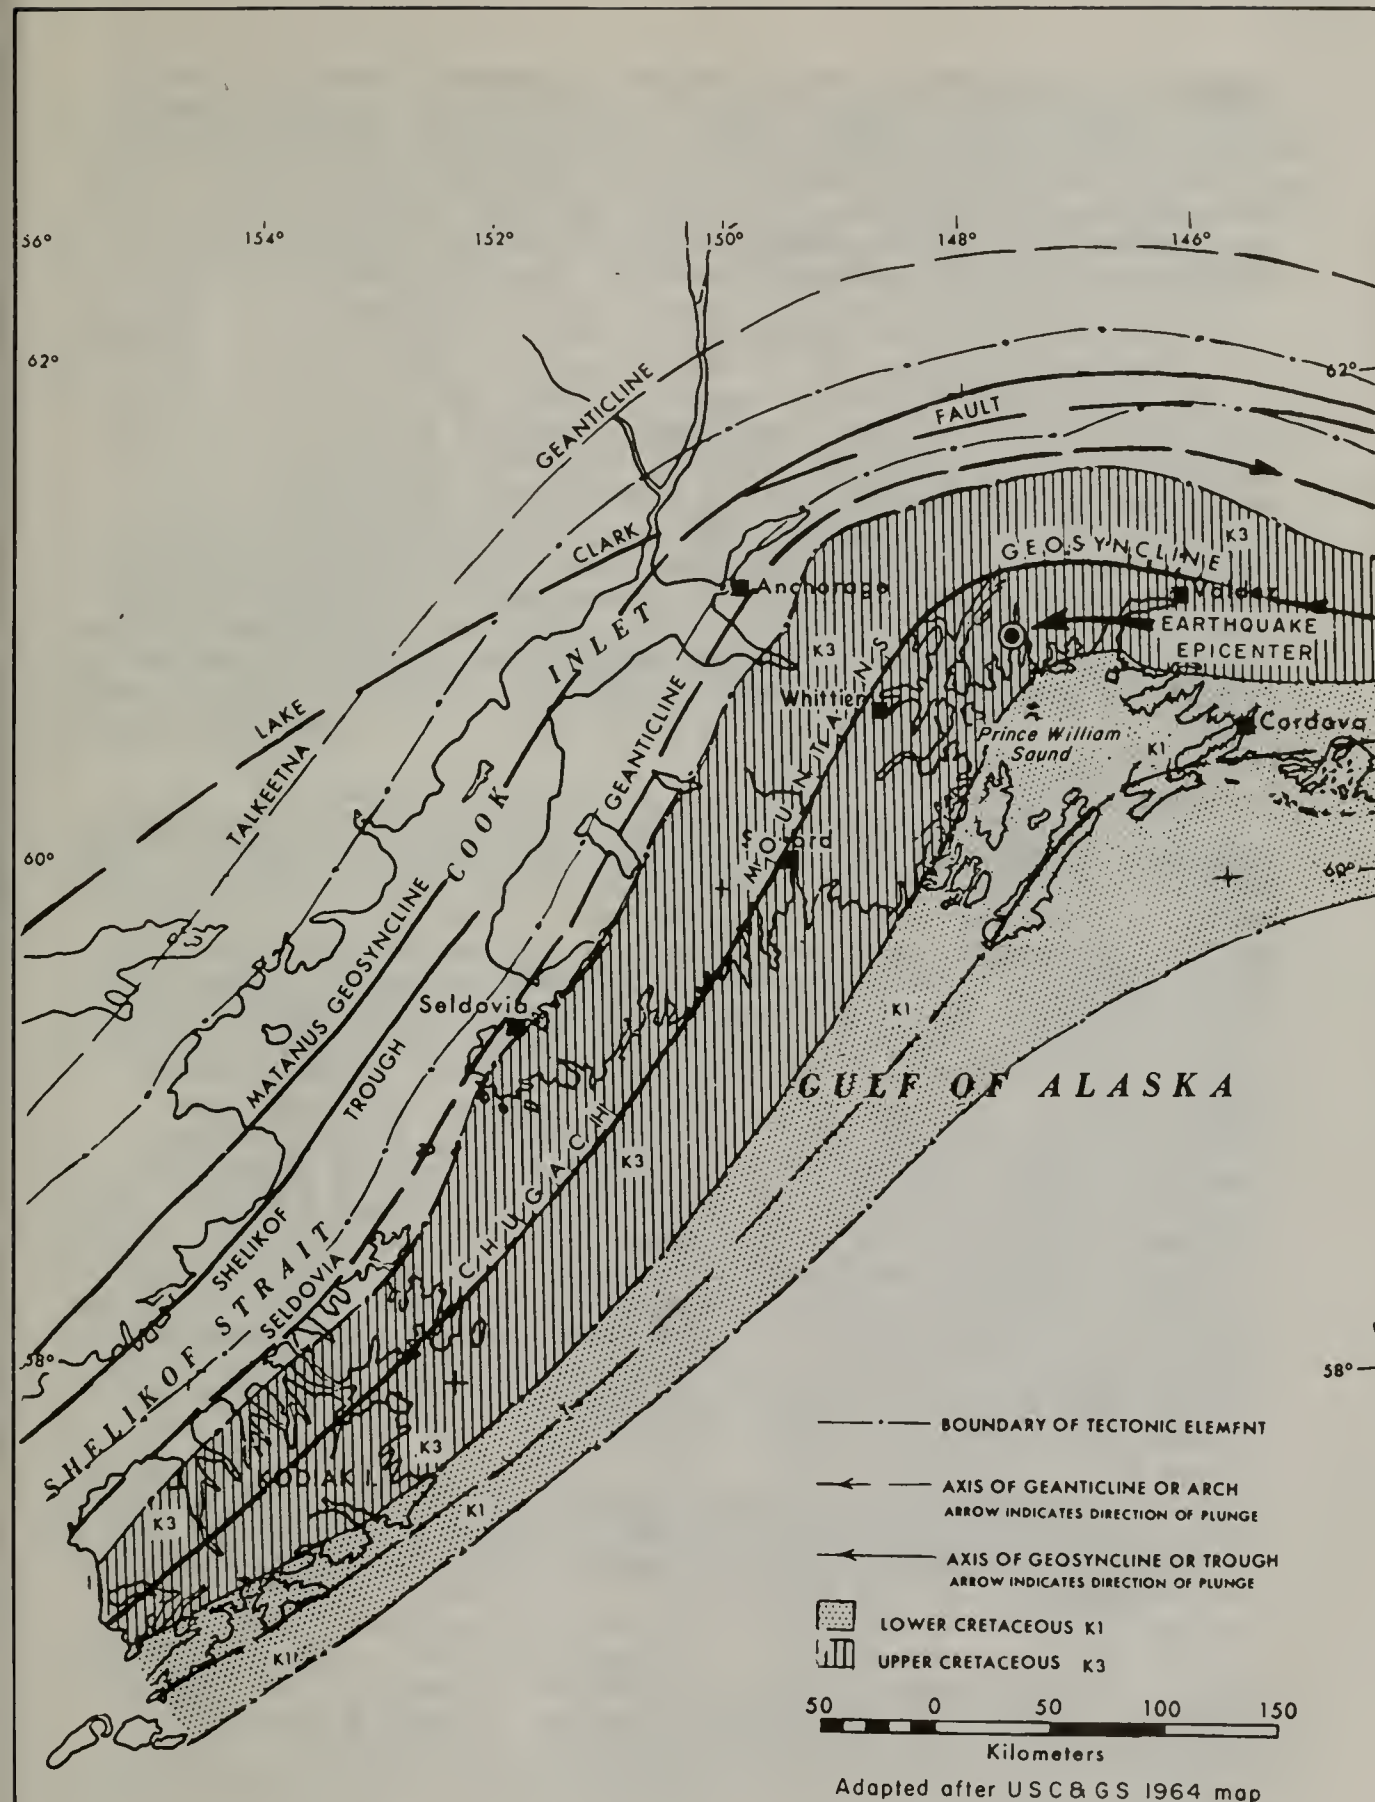 56° 154° 152° 150° 148° 146°
62° 62°
GEANTICLINE
FAULT
CLARK
K3
GEOSYNCLINE
Anchorage
Valdez
EARTHQUAKE
EPICENTER
INLET
K3
Whittier
GEANTICLINE
LAKE
Cordova
Prince William
Sound
K1
TALKEETNA
COOK
MOUNTAINS
60° 60°
MATANUS GEOSYNCLINE
Seldovia
K1
TROUGH
GULF OF ALASKA
CHUGACH
K3
SHELIKOF
SHELIKOF STRAIT
SELDOVIA
58° 58°
K3
KODIAK I.
K1
K3
K1
BOUNDARY OF TECTONIC ELEMENT
AXIS OF GEANTICLINE OR ARCH
ARROW INDICATES DIRECTION OF PLUNGE
AXIS OF GEOSYNCLINE OR TROUGH
ARROW INDICATES DIRECTION OF PLUNGE
LOWER CRETACEOUS K1
UPPER CRETACEOUS K3
50 0 50 100 150
Kilometers
Adapted after USC&GS 1964 map